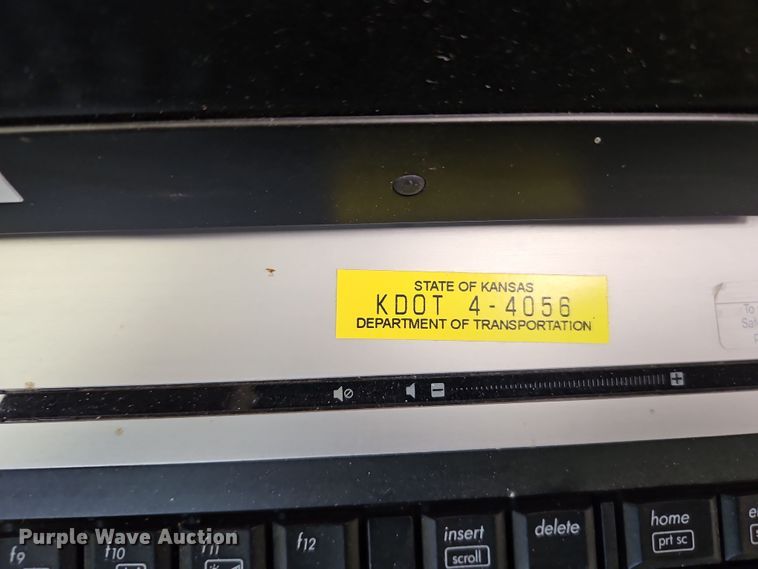 STATE OF KANSAS
KDOT 4-4056
DEPARTMENT OF TRANSPORTATION
To
f9
f10
f11
f12
insert
scroll
delete
home
prt sc
Purple Wave Auction